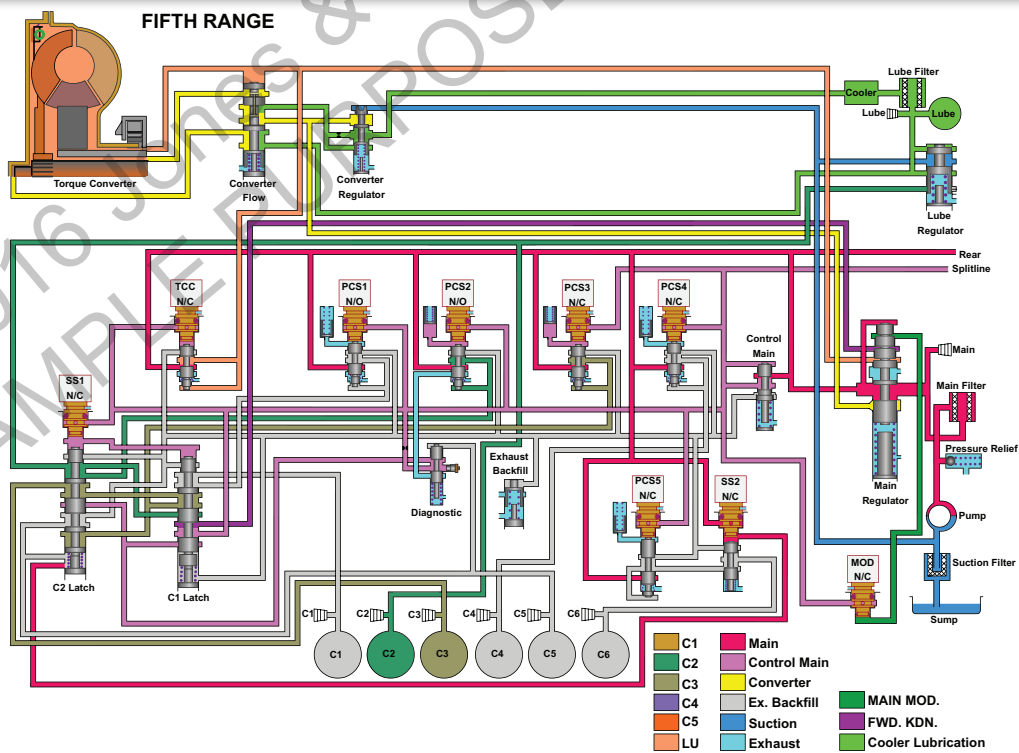 FIFTH RANGE
Torque Converter
Converter
Flow
Converter
Regulator
Cooler
Lube Filter
Lube
Lube
Lube
Regulator
Rear
Splitline
TCC
N/C
PCS1
N/O
PCS2
N/O
PCS3
N/C
PCS4
N/C
Control
Main
SS1
N/C
Main
Main Filter
Pressure Relief
Main
Regulator
Exhaust
Backfill
Diagnostic
PCS5
N/C
SS2
N/C
Pump
MOD
N/C
Suction Filter
Sump
C2 Latch
C1 Latch
C1
C2
C3
C4
C5
C6
C1
C2
C3
C4
C5
C6
C1
C2
C3
C4
C5
LU
Main
Control Main
Converter
Ex. Backfill
Suction
Exhaust
MAIN MOD.
FWD. KDN.
Cooler Lubrication
016 Jones &
AMPLE PURPOSE